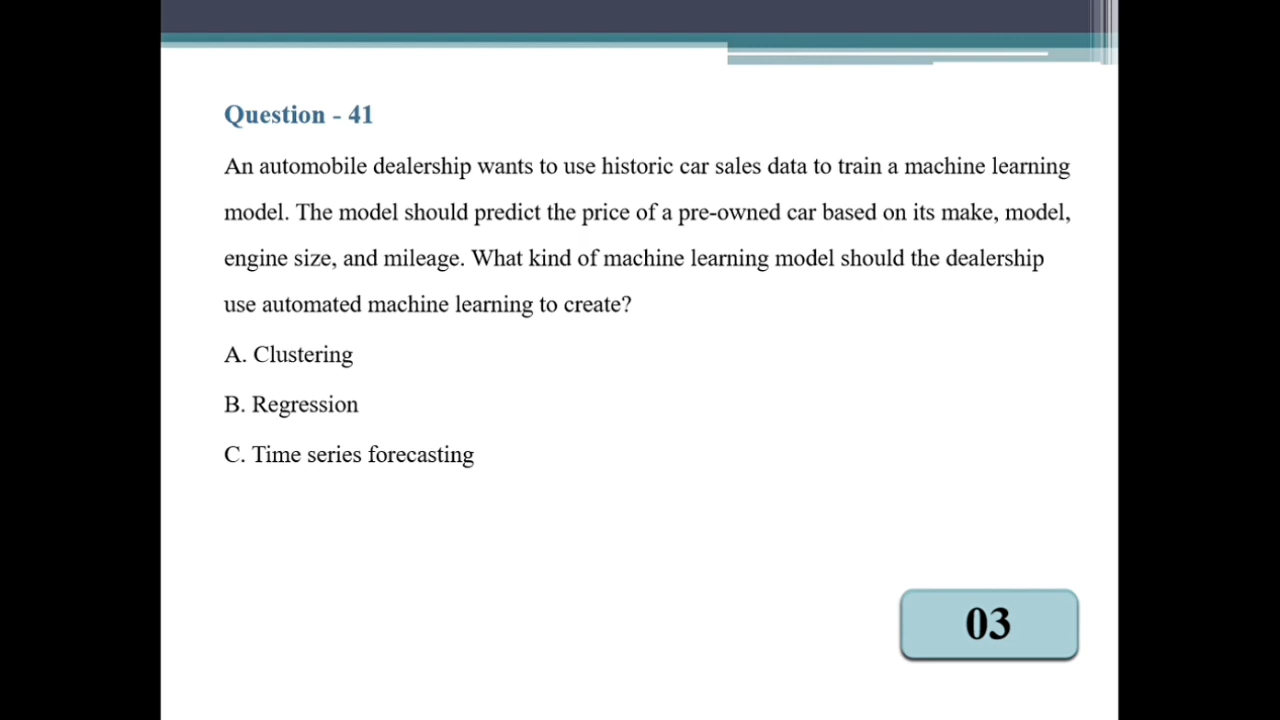 Question - 41
An automobile dealership wants to use historic car sales data to train a machine learning
model. The model should predict the price of a pre-owned car based on its make, model,
engine size, and mileage. What kind of machine learning model should the dealership
use automated machine learning to create?
A. Clustering
B. Regression
C. Time series forecasting
03